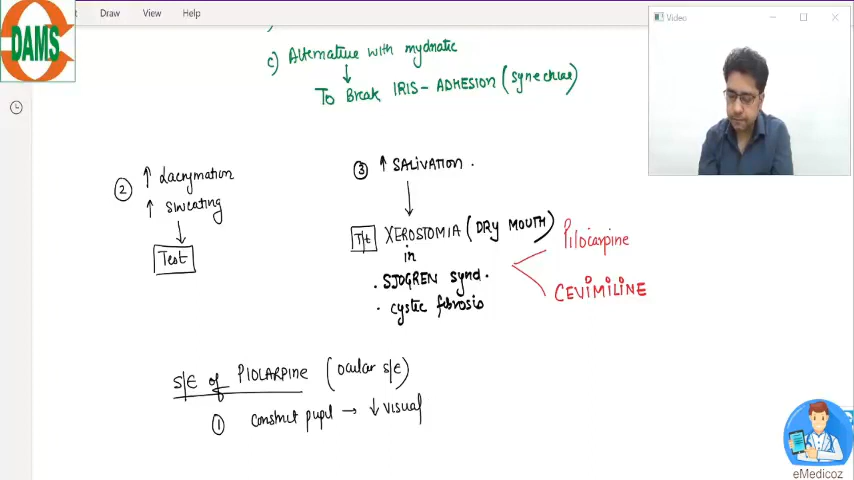 DAMS
Draw View Help
Video
c) Alternative with mydriatic
↓
To Break IRIS - ADHESION (synechiae)
② ↑ Lacrymation
↑ sweating
↓
Test
③ ↑ SALIVATION .
↓
T/t XEROSTOMIA (DRY MOUTH)
in
. SJOGREN synd .
. cystic fibrosis
Pilocarpine
CEVIMILINE
S/E of PIOLARPINE (ocular S/E)
① constrict pupil → ↓ visual
eMedicoz